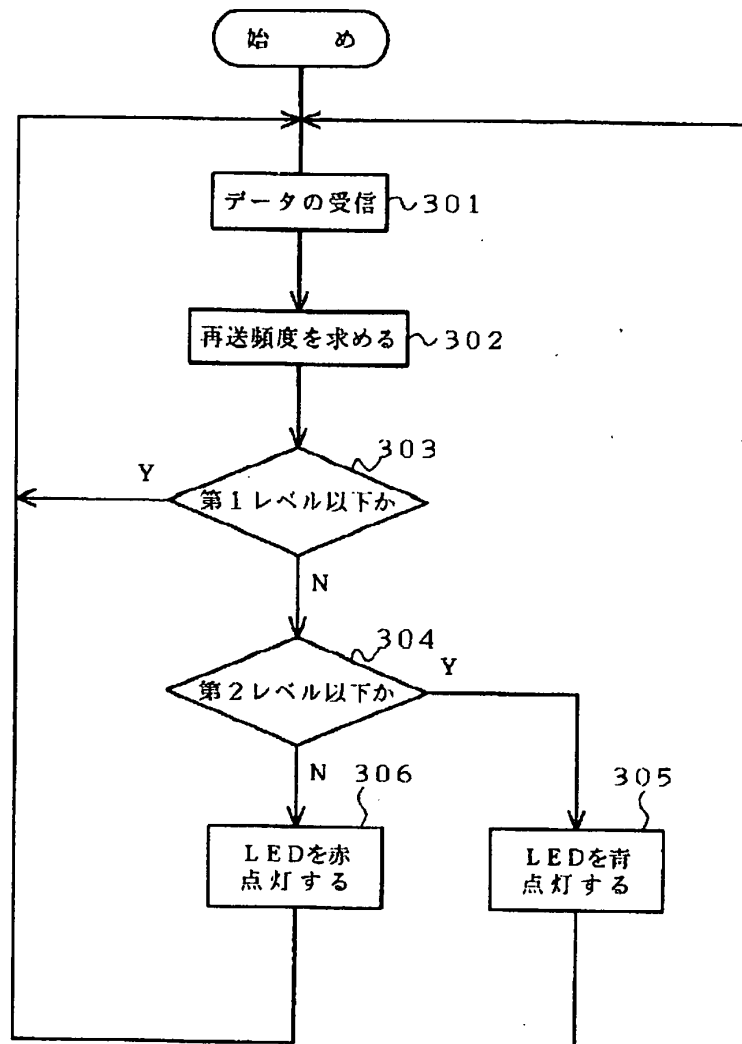 始 め
データの受信 301
再送頻度を求める 302
303
Y
第1レベル以下か
N
304
Y
第2レベル以下か
N
306
305
LEDを赤
点灯する
LEDを青
点灯する